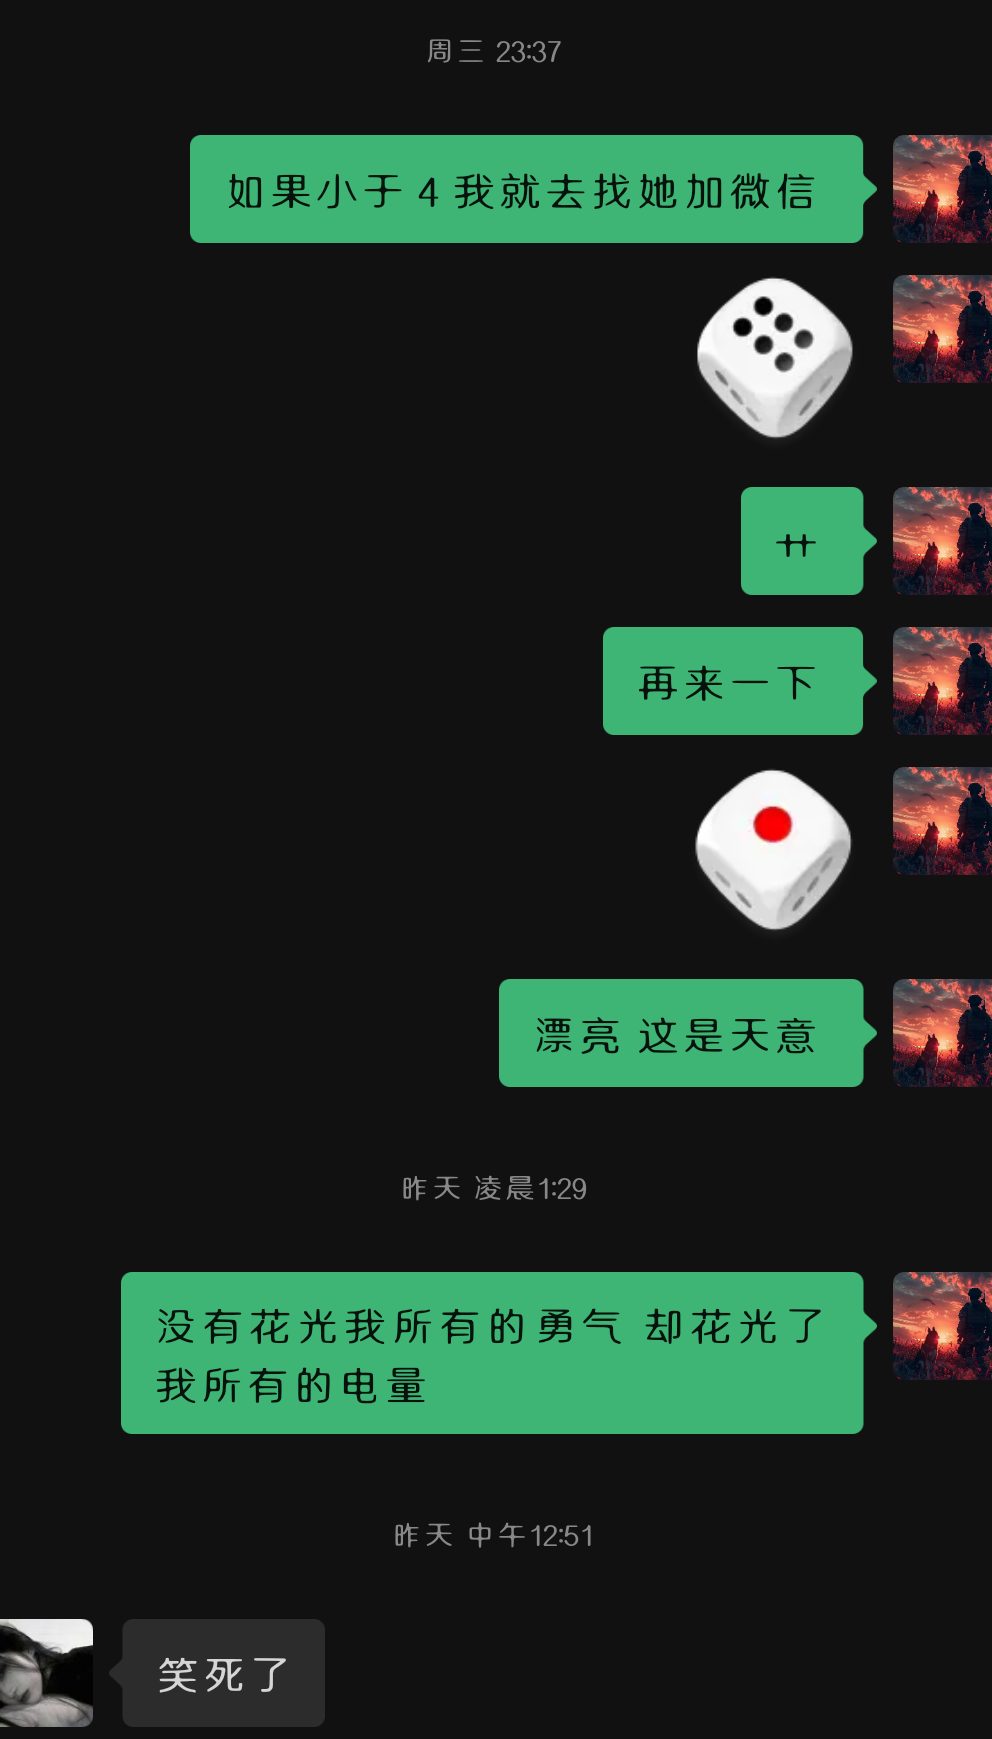 周三 23:37
如果小于 4 我就去找她加微信
艹
再来一下
漂亮 这是天意
昨天 凌晨1:29
没有花光我所有的勇气 却花光了
我所有的电量
昨天 中午12:51
笑死了